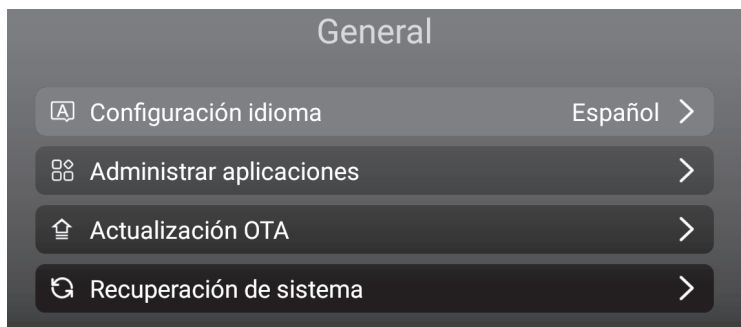 General
Configuración idioma Español
Administrar aplicaciones
Actualización OTA
Recuperación de sistema